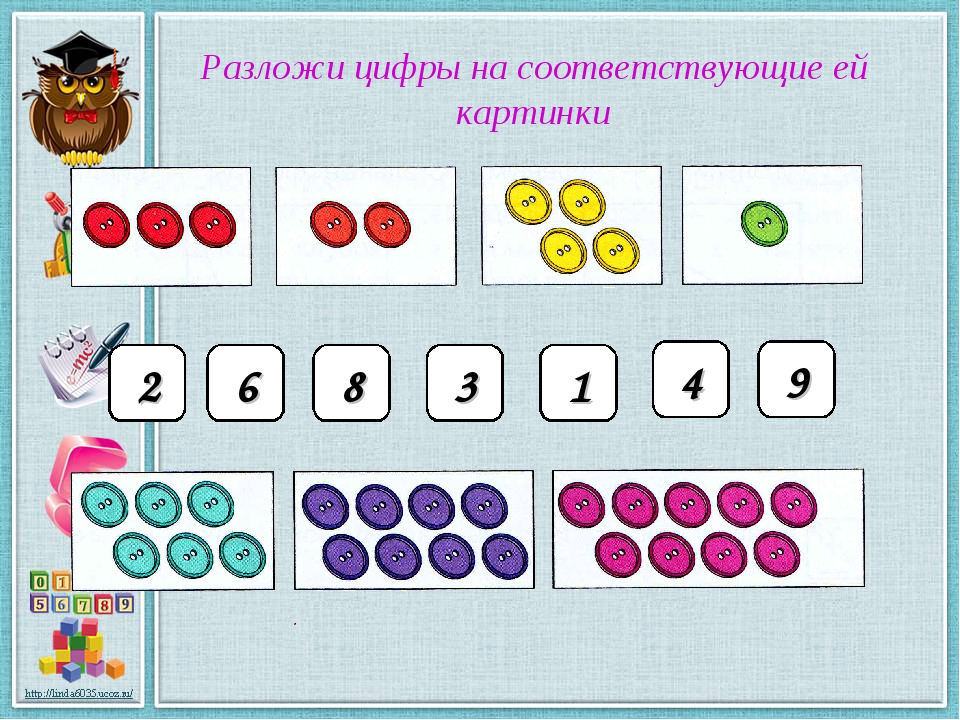 Разложи цифры на соответствующие ей
картинки
e=mc²
2 6 8 3 1 4 9
0 1
5 6 7 8 9
http://linda6035.ucoz.ru/